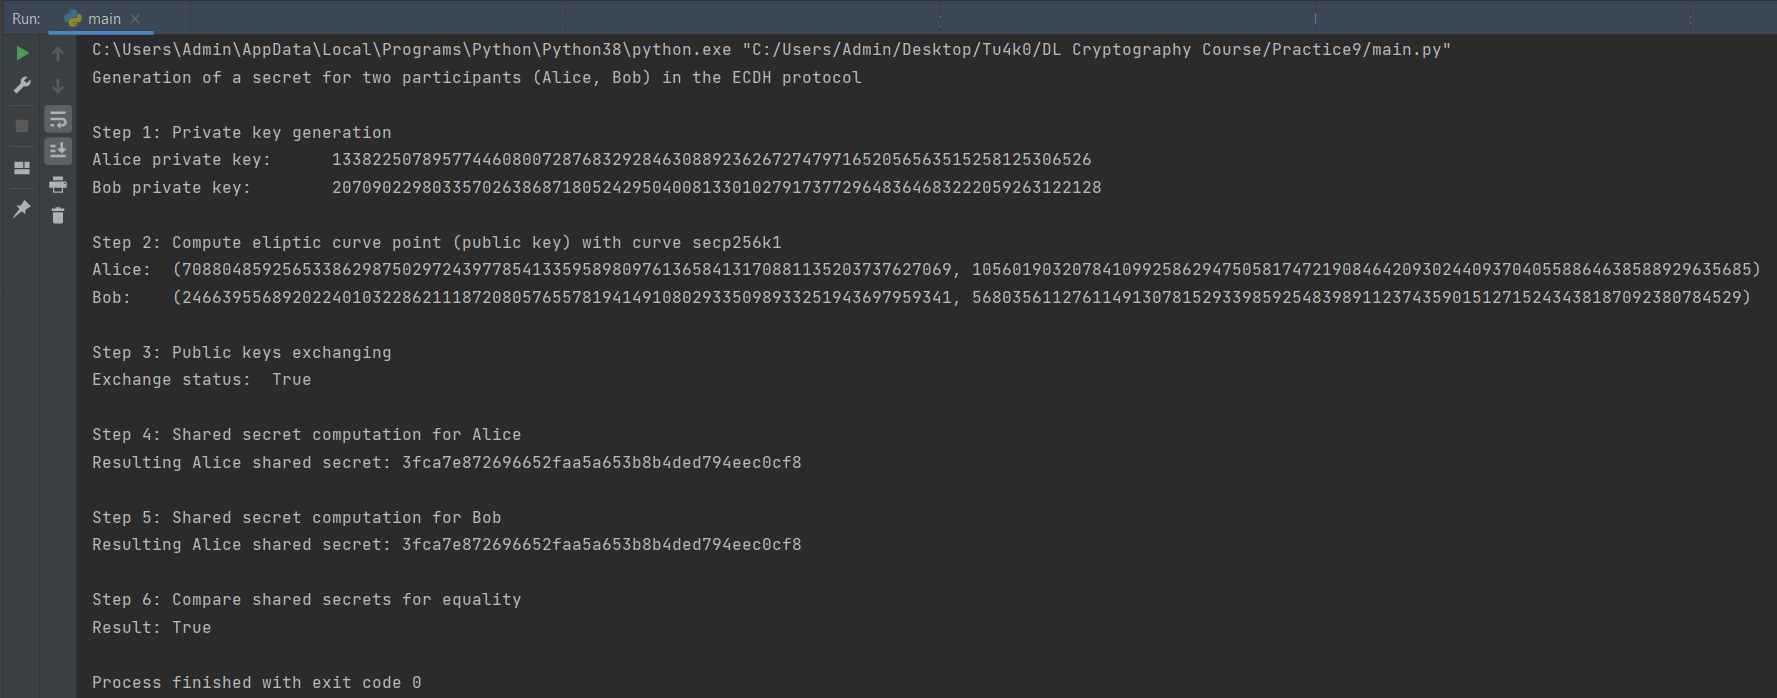 Run: main
C:\Users\Admin\AppData\Local\Programs\Python\Python38\python.exe "C:/Users/Admin/Desktop/Tu4k0/DL Cryptography Course/Practice9/main.py"
Generation of a secret for two participants (Alice, Bob) in the ECDH protocol
Step 1: Private key generation
Alice private key: 1338225078957744608007287683292846308892362672747971652056563515258125306526
Bob private key: 20709022980335702638687180524295040081330102791737729648364683222059263122128
Step 2: Compute eliptic curve point (public key) with curve secp256k1
Alice: (70880485925653386298750297243977854133595898097613658413170881135203737627069, 105601903207841099258629475058174721908464209302440937040558864638588929635685)
Bob: (24663955689202240103228621118720805765578194149108029335098933251943697959341, 56803561127611491307815293398592548398911237435901512715243438187092380784529)
Step 3: Public keys exchanging
Exchange status: True
Step 4: Shared secret computation for Alice
Resulting Alice shared secret: 3fca7e872696652faa5a653b8b4ded794eec0cf8
Step 5: Shared secret computation for Bob
Resulting Alice shared secret: 3fca7e872696652faa5a653b8b4ded794eec0cf8
Step 6: Compare shared secrets for equality
Result: True
Process finished with exit code 0